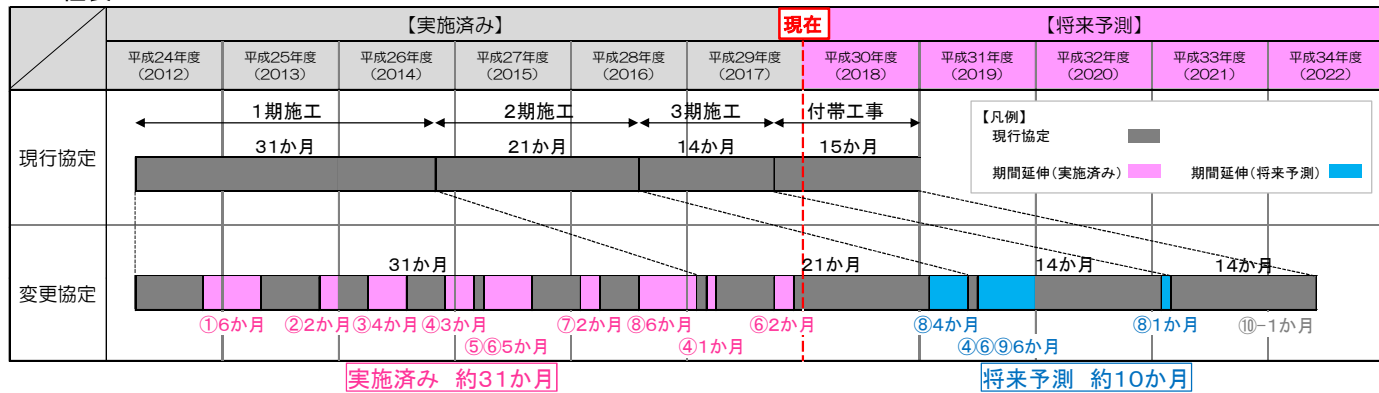 【実施済み】 現在 【将来予測】
平成24年度 平成25年度 平成26年度 平成27年度 平成28年度 平成29年度 平成30年度 平成31年度 平成32年度 平成33年度 平成34年度
(2012) (2013) (2014) (2015) (2016) (2017) (2018) (2019) (2020) (2021) (2022)
1期施工 2期施工 3期施工 付帯工事
【凡例】
現行協定
期間延伸(実施済み) 期間延伸(将来予測)
現行協定
31か月 21か月 14か月 15か月
31か月 21か月 14か月 14か月
変更協定
①6か月 ②2か月 ③4か月 ④3か月 ⑦2か月 ⑧6か月 ⑥2か月 ⑧4か月 ⑧1か月 ⑩-1か月
⑤⑥5か月 ④1か月 ④⑥⑨6か月
実施済み 約31か月 将来予測 約10か月